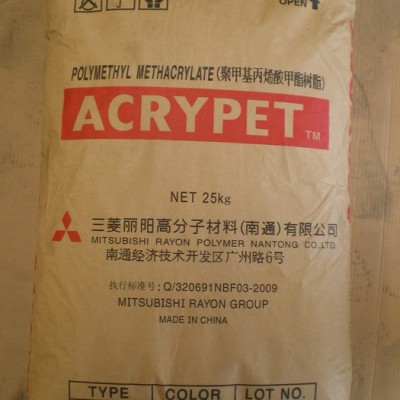 OPEN
POLYMETHYL METHACRYLATE (聚甲基丙烯酸甲酯树脂)
ACRYPET TM
NET 25kg
三菱丽阳高分子材料(南通)有限公司
MITSUBISHI RAYON POLYMER NANTONG CO.LTD.
南通经济技术开发区广州路6号
执行标准号: Q/320691NBF03-2009
MITSUBISHI RAYON GROUP
MADE IN CHINA
TYPE COLOR LOT NO.